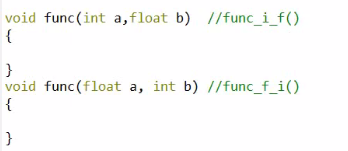 void func(int a,float b)  //func_i_f()
{

}
void func(float a, int b) //func_f_i()
{

}